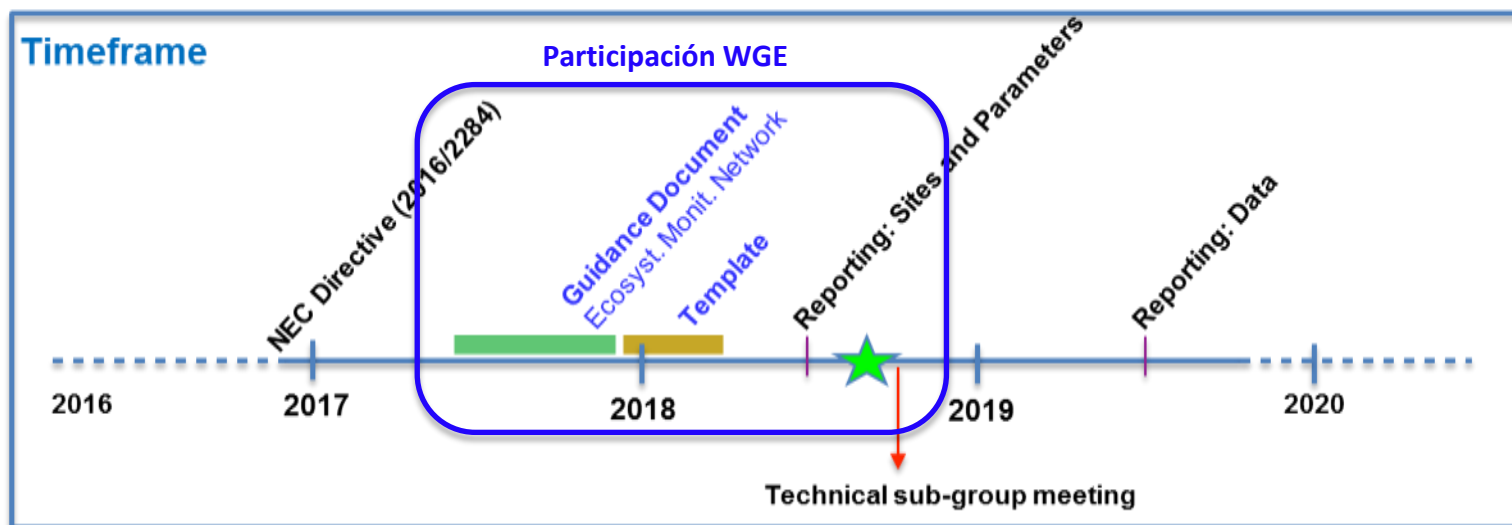 Timeframe
Participación WGE
NEC Directive (2016/2284)
Guidance Document
Ecosyst. Monit. Network
Template
Reporting: Sites and Parameters
Reporting: Data
2016
2017
2018
2019
2020
Technical sub-group meeting